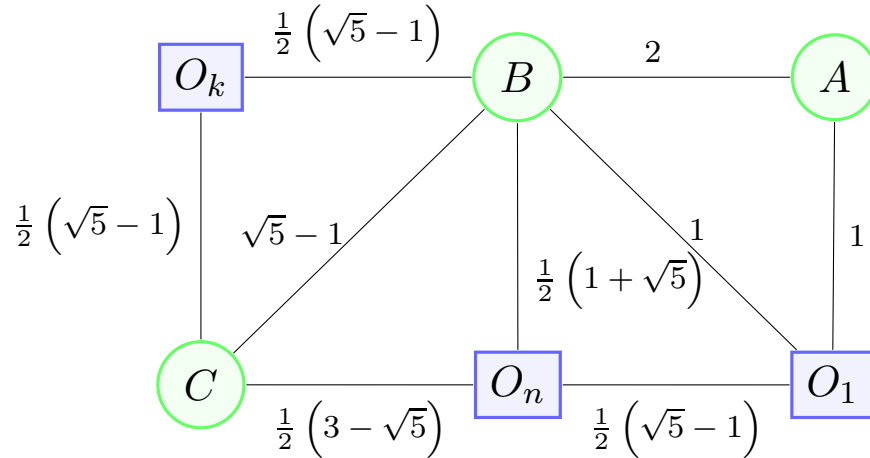 ½ (√5 − 1)
2
O_k
B
A
½ (√5 − 1)
√5 − 1
1
1
½ (1 + √5)
C
O_n
O_1
½ (3 − √5)
½ (√5 − 1)